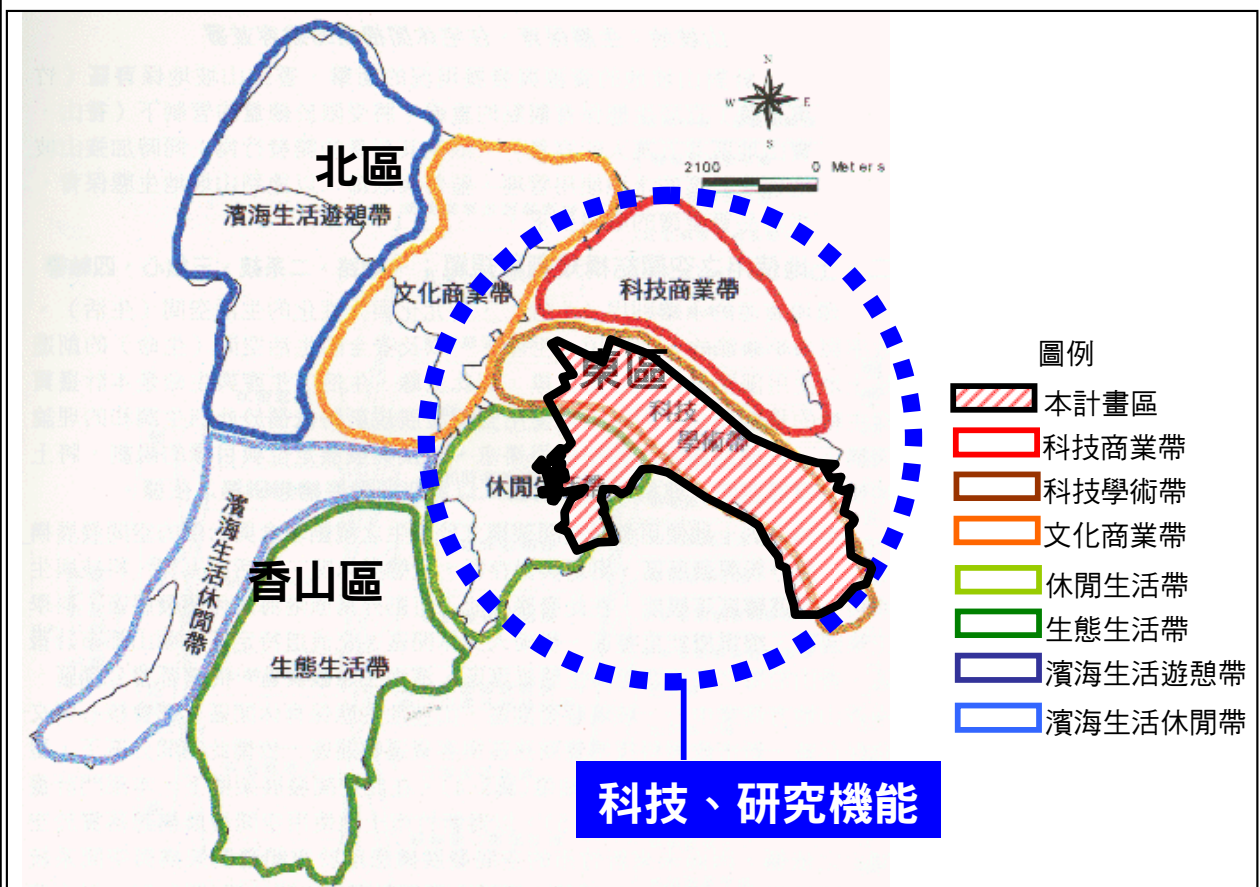 N
W
E
S
2100
0 Meters
北區
濱海生活遊憩帶
文化商業帶
科技商業帶
東區
科技
學術帶
休閒生活帶
濱海生活休閒帶
香山區
生態生活帶
科技、研究機能
圖例
本計畫區
科技商業帶
科技學術帶
文化商業帶
休閒生活帶
生態生活帶
濱海生活遊憩帶
濱海生活休閒帶